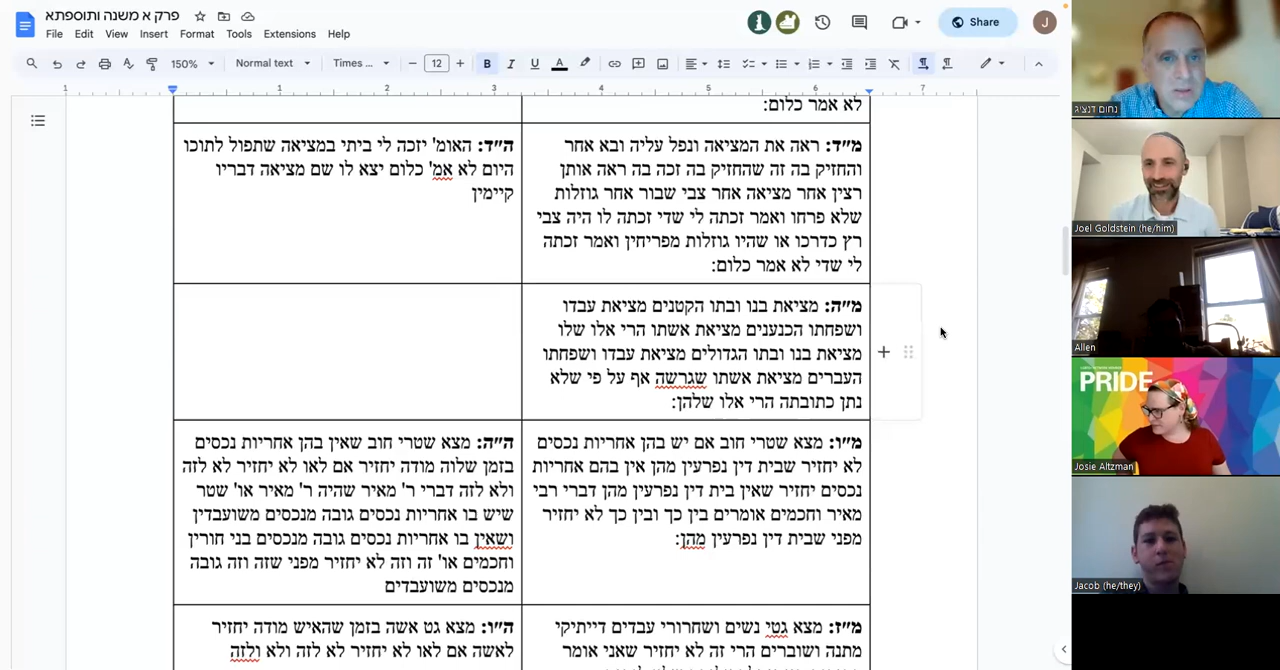 פרק א משנה ותוספתא
File Edit View Insert Format Tools Extensions Help
Share
J
150%
Normal text
Times ...
12
1 1 2 3 4 5 6 7
לא אמר כלום:
מ״ד: ראה את המציאה ונפל עליה ובא אחר
והחזיק בה זה שהחזיק בה זכה בה ראה אותן
רצין אחר מציאה אחר צבי שבור אחר גוזלות
שלא פרחו ואמר זכתה לי שדי זכתה לו היה צבי
רץ כדרכו או שהיו גוזלות מפריחין ואמר זכתה
לי שדי לא אמר כלום:
ה״ד: האומ' יזכה לי ביתי במציאה שתפול לתוכו
היום לא אמ' כלום יצא לו שם מציאה דבריו
קיימין
מ״ה: מציאת בנו ובתו הקטנים מציאת עבדו
ושפחתו הכנענים מציאת אשתו הרי אלו שלו
מציאת בנו ובתו הגדולים מציאת עבדו ושפחתו
העברים מציאת אשתו שגרשה אף על פי שלא
נתן כתובתה הרי אלו שלהן:
מ״ו: מצא שטרי חוב אם יש בהן אחריות נכסים
לא יחזיר שבית דין נפרעין מהן אין בהם אחריות
נכסים יחזיר שאין בית דין נפרעין מהן דברי רבי
מאיר וחכמים אומרים בין כך ובין כך לא יחזיר
מפני שבית דין נפרעין מהן:
ה״ה: מצא שטרי חוב שאין בהן אחריות נכסים
בזמן שלוה מודה יחזיר אם לאו לא יחזיר לא לזה
ולא לזה דברי ר' מאיר שהיה ר' מאיר או' שטר
שיש בו אחריות נכסים גובה מנכסים משועבדין
ושאין בו אחריות נכסים גובה מנכסים בני חורין
וחכמים או' זה וזה לא יחזיר מפני שזה וזה גובה
מנכסים משועבדים
מ״ז: מצא גטי נשים ושחרורי עבדים דייתיקי
מתנה ושוברים הרי זה לא יחזיר שאני אומר
ה״ו: מצא גט אשה בזמן שהאיש מודה יחזיר
לאשה אם לאו לא יחזיר לא לזה ולא ולזה
נחום דנציג
Joel Goldstein (he/him)
Allen
PRIDE
Josie Altzman
Jacob (he/they)